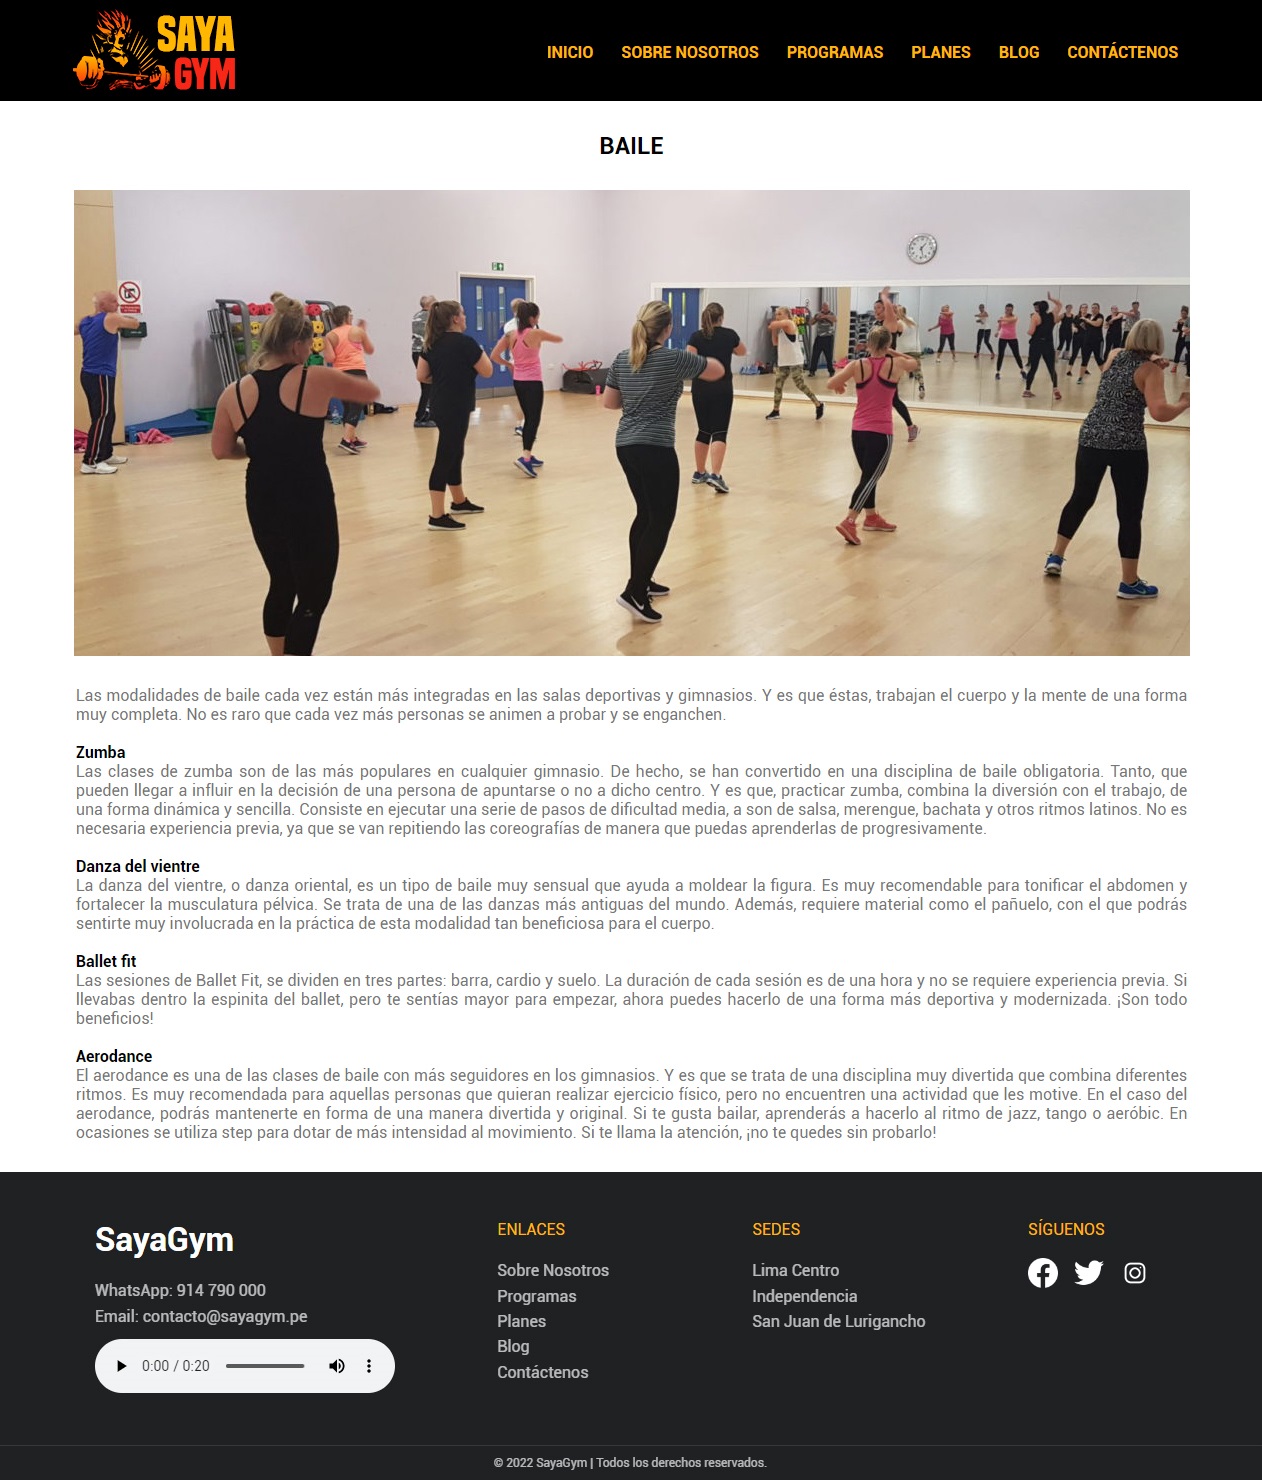 SAYA
GYM
INICIO SOBRE NOSOTROS PROGRAMAS PLANES BLOG CONTÁCTENOS
BAILE
Las modalidades de baile cada vez están más integradas en las salas deportivas y gimnasios. Y es que éstas, trabajan el cuerpo y la mente de una forma
muy completa. No es raro que cada vez más personas se animen a probar y se enganchen.
Zumba
Las clases de zumba son de las más populares en cualquier gimnasio. De hecho, se han convertido en una disciplina de baile obligatoria. Tanto, que
pueden llegar a influir en la decisión de una persona de apuntarse o no a dicho centro. Y es que, practicar zumba, combina la diversión con el trabajo, de
una forma dinámica y sencilla. Consiste en ejecutar una serie de pasos de dificultad media, a son de salsa, merengue, bachata y otros ritmos latinos. No es
necesaria experiencia previa, ya que se van repitiendo las coreografías de manera que puedas aprenderlas de progresivamente.
Danza del vientre
La danza del vientre, o danza oriental, es un tipo de baile muy sensual que ayuda a moldear la figura. Es muy recomendable para tonificar el abdomen y
fortalecer la musculatura pélvica. Se trata de una de las danzas más antiguas del mundo. Además, requiere material como el pañuelo, con el que podrás
sentirte muy involucrada en la práctica de esta modalidad tan beneficiosa para el cuerpo.
Ballet fit
Las sesiones de Ballet Fit, se dividen en tres partes: barra, cardio y suelo. La duración de cada sesión es de una hora y no se requiere experiencia previa. Si
llevabas dentro la espinita del ballet, pero te sentías mayor para empezar, ahora puedes hacerlo de una forma más deportiva y modernizada. ¡Son todo
beneficios!
Aerodance
El aerodance es una de las clases de baile con más seguidores en los gimnasios. Y es que se trata de una disciplina muy divertida que combina diferentes
ritmos. Es muy recomendada para aquellas personas que quieran realizar ejercicio físico, pero no encuentren una actividad que les motive. En el caso del
aerodance, podrás mantenerte en forma de una manera divertida y original. Si te gusta bailar, aprenderás a hacerlo al ritmo de jazz, tango o aeróbic. En
ocasiones se utiliza step para dotar de más intensidad al movimiento. Si te llama la atención, ¡no te quedes sin probarlo!
SayaGym
WhatsApp: 914 790 000
Email: contacto@sayagym.pe
0:00 / 0:20
ENLACES
Sobre Nosotros
Programas
Planes
Blog
Contáctenos
SEDES
Lima Centro
Independencia
San Juan de Lurigancho
SÍGUENOS
© 2022 SayaGym | Todos los derechos reservados.